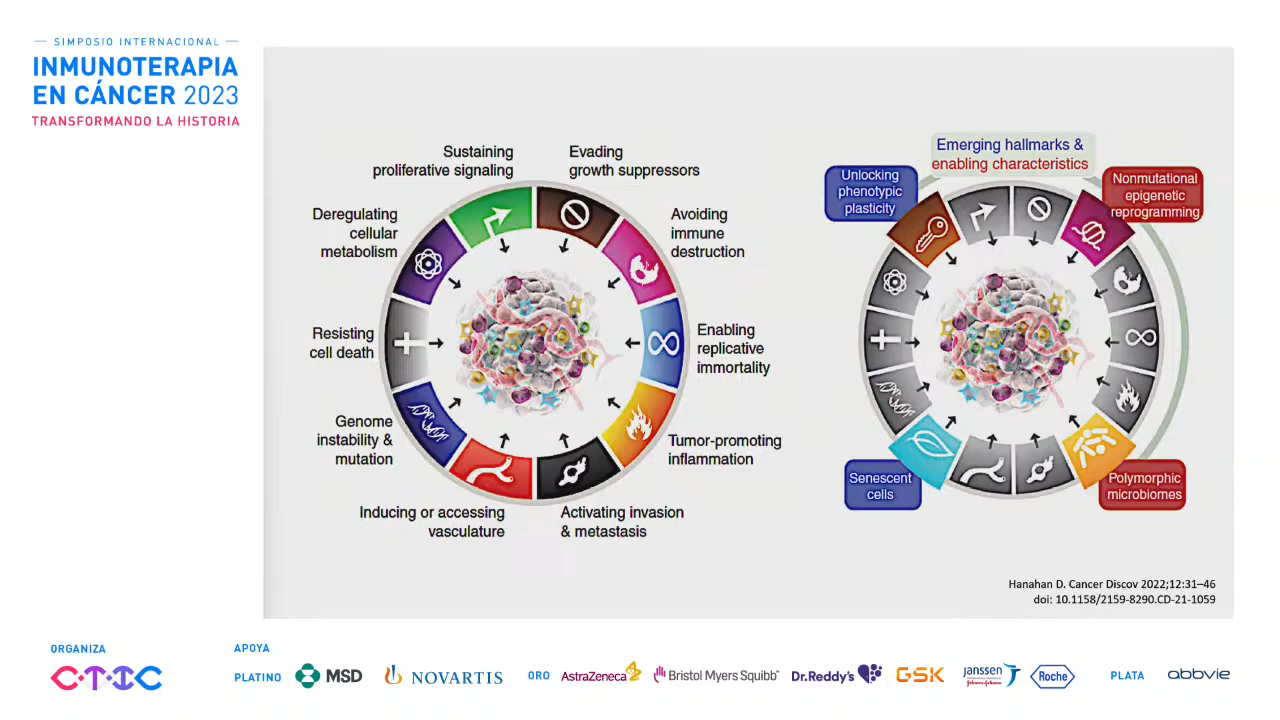 SIMPOSIO INTERNACIONAL
INMUNOTERAPIA
EN CÁNCER 2023
TRANSFORMANDO LA HISTORIA
Sustaining
proliferative signaling
Evading
growth suppressors
Deregulating
cellular
metabolism
Avoiding
immune
destruction
Resisting
cell death
Enabling
replicative
immortality
Genome
instability &
mutation
Tumor-promoting
inflammation
Inducing or accessing
vasculature
Activating invasion
& metastasis
Emerging hallmarks &
enabling characteristics
Unlocking
phenotypic
plasticity
Nonmutational
epigenetic
reprogramming
Senescent
cells
Polymorphic
microbiomes
Hanahan D. Cancer Discov 2022;12:31–46
doi: 10.1158/2159-8290.CD-21-1059
ORGANIZA
CTIC
APOYA
PLATINO
MSD
NOVARTIS
ORO
AstraZeneca
Bristol Myers Squibb™
Dr.Reddy's
GSK
Janssen
Johnson&Johnson
Roche
PLATA
abbvie